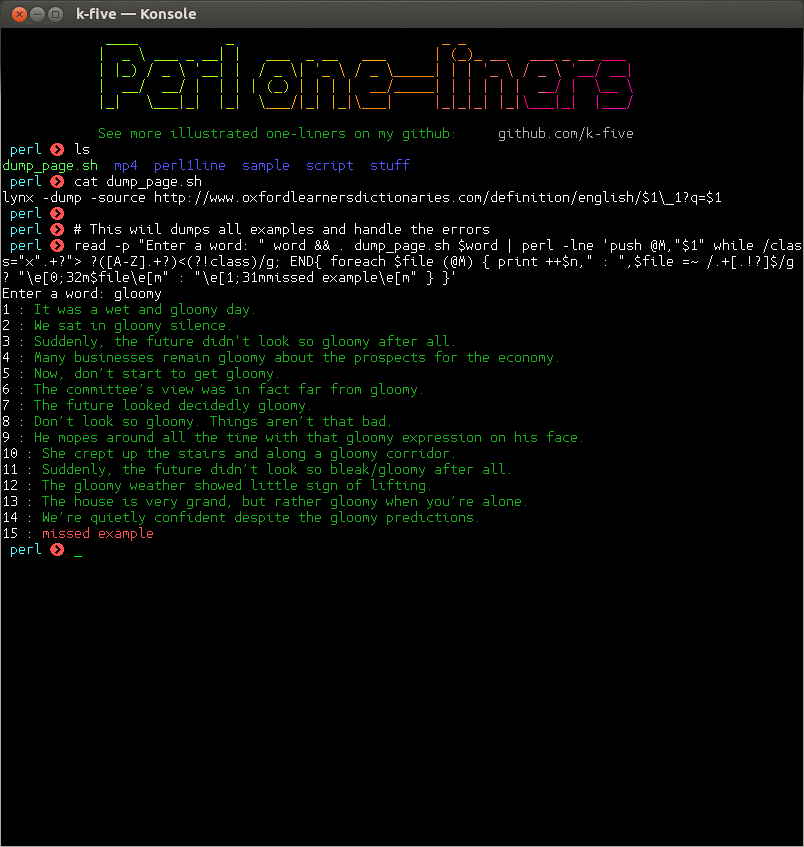 k-five — Konsole
Perl one-liners
See more illustrated one-liners on my github: github.com/k-five
perl ls
dump_page.sh mp4 perl1line sample script stuff
perl cat dump_page.sh
lynx -dump -source http://www.oxfordlearnersdictionaries.com/definition/english/$1\_1?q=$1
perl
perl # This wiil dumps all examples and handle the errors
perl read -p "Enter a word: " word && . dump_page.sh $word | perl -lne 'push @M,"$1" while /clas
s="x".+?"> ?([A-Z].+?)<(?!class)/g; END{ foreach $file (@M) { print ++$n," : ",$file =~ /.+[.!?]$/g
? "\e[0;32m$file\e[m" : "\e[1;31mmissed example\e[m" } }'
Enter a word: gloomy
1 : It was a wet and gloomy day.
2 : We sat in gloomy silence.
3 : Suddenly, the future didn't look so gloomy after all.
4 : Many businesses remain gloomy about the prospects for the economy.
5 : Now, don’t start to get gloomy.
6 : The committee’s view was in fact far from gloomy.
7 : The future looked decidedly gloomy.
8 : Don’t look so gloomy. Things aren’t that bad.
9 : He mopes around all the time with that gloomy expression on his face.
10 : She crept up the stairs and along a gloomy corridor.
11 : Suddenly, the future didn’t look so bleak/gloomy after all.
12 : The gloomy weather showed little sign of lifting.
13 : The house is very grand, but rather gloomy when you’re alone.
14 : We’re quietly confident despite the gloomy predictions.
15 : missed example
perl _